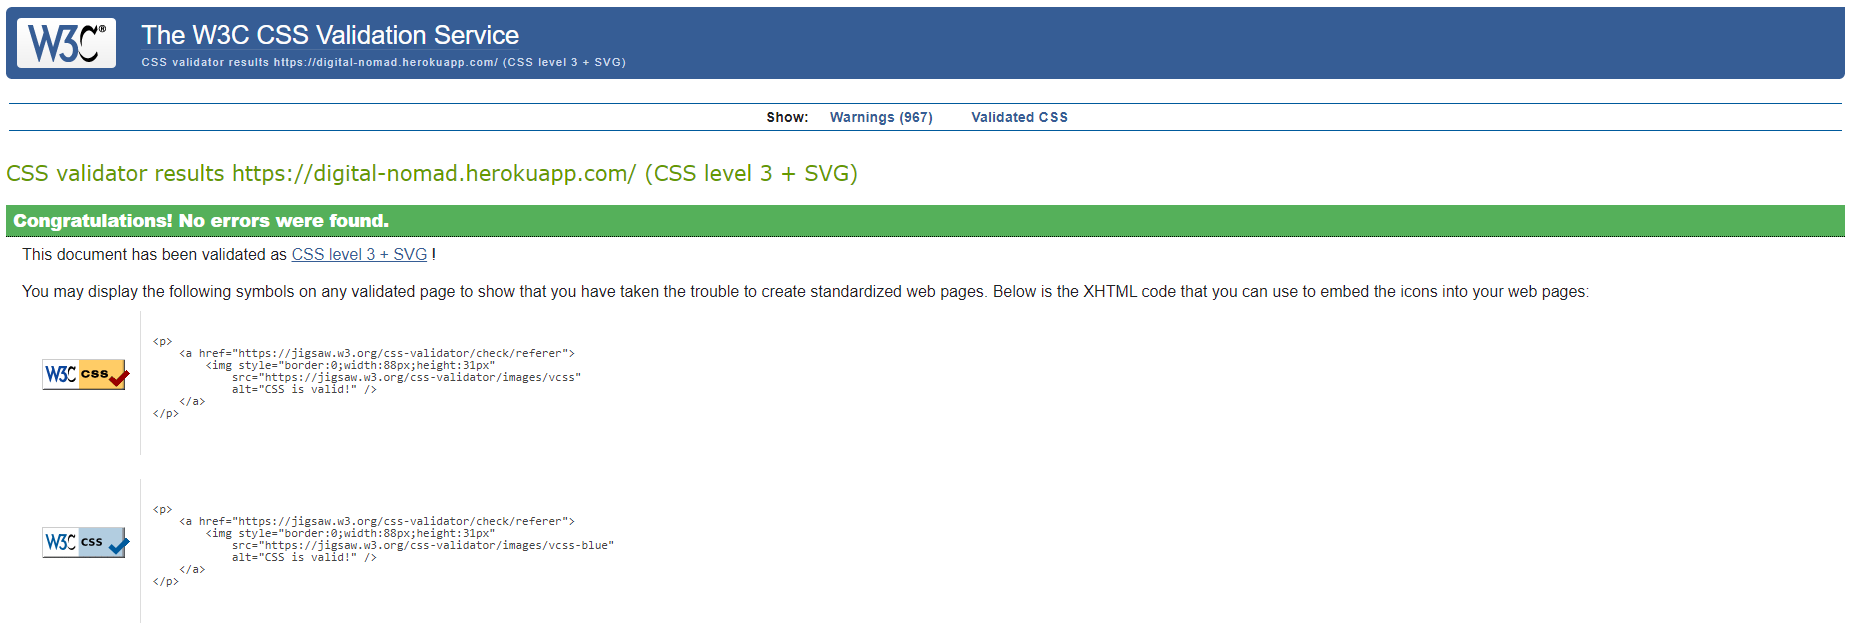 W3C® The W3C CSS Validation Service
CSS validator results https://digital-nomad.herokuapp.com/ (CSS level 3 + SVG)
Show: Warnings (967) Validated CSS
CSS validator results https://digital-nomad.herokuapp.com/ (CSS level 3 + SVG)
Congratulations! No errors were found.
This document has been validated as CSS level 3 + SVG !
You may display the following symbols on any validated page to show that you have taken the trouble to create standardized web pages. Below is the XHTML code that you can use to embed the icons into your web pages:
W3C css
<p>
    <a href="https://jigsaw.w3.org/css-validator/check/referer">
        <img style="border:0;width:88px;height:31px"
            src="https://jigsaw.w3.org/css-validator/images/vcss"
            alt="CSS is valid!" />
    </a>
</p>
W3C css
<p>
    <a href="https://jigsaw.w3.org/css-validator/check/referer">
        <img style="border:0;width:88px;height:31px"
            src="https://jigsaw.w3.org/css-validator/images/vcss-blue"
            alt="CSS is valid!" />
    </a>
</p>